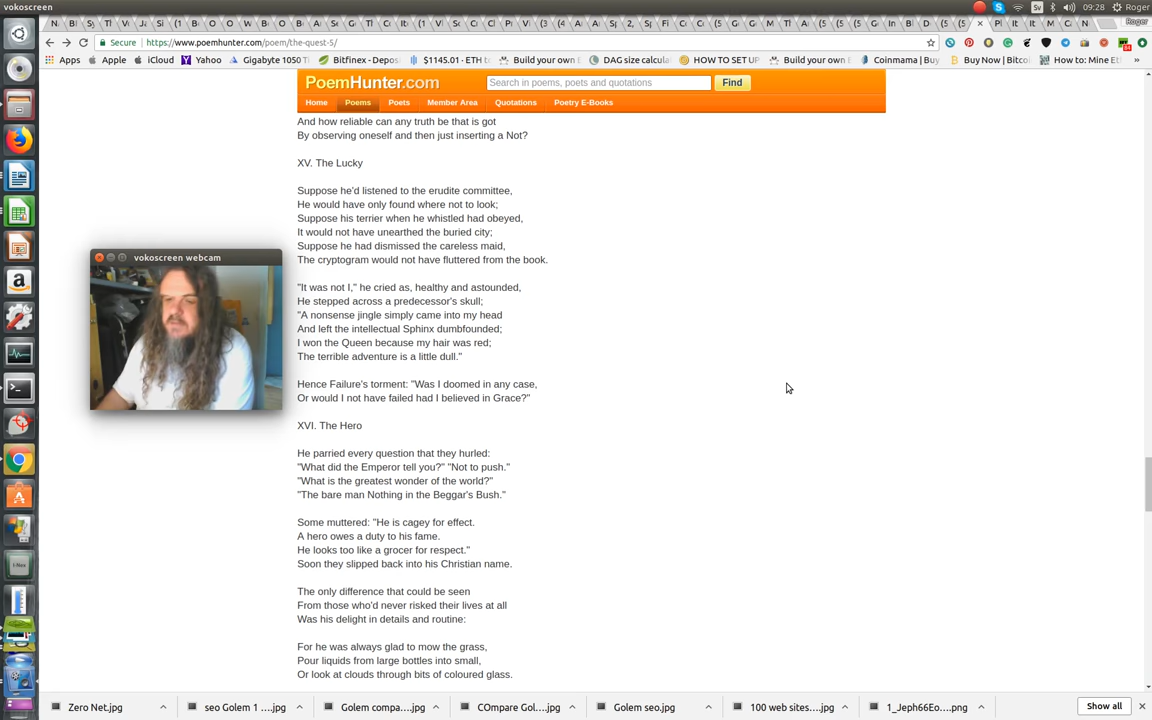 vokoscreen
Sv
09:28
Roger
Roger
Secure
https://www.poemhunter.com/poem/the-quest-5/
Apps
Apple
iCloud
Yahoo
Gigabyte 1050 T
Bitfinex - Depos
$1145.01 - ETH t
Build your own E
DAG size calcula
HOW TO SET UP
Build your own E
Coinmama | Buy
Buy Now | Bitcoi
How to: Mine Et
»
PoemHunter.com
Search in poems, poets and quotations
Find
Home
Poems
Poets
Member Area
Quotations
Poetry E-Books
And how reliable can any truth be that is got
By observing oneself and then just inserting a Not?
XV. The Lucky
Suppose he'd listened to the erudite committee,
He would have only found where not to look;
Suppose his terrier when he whistled had obeyed,
It would not have unearthed the buried city;
Suppose he had dismissed the careless maid,
The cryptogram would not have fluttered from the book.
vokoscreen webcam
"It was not I," he cried as, healthy and astounded,
He stepped across a predecessor's skull;
"A nonsense jingle simply came into my head
And left the intellectual Sphinx dumbfounded;
I won the Queen because my hair was red;
The terrible adventure is a little dull."
Hence Failure's torment: "Was I doomed in any case,
Or would I not have failed had I believed in Grace?"
XVI. The Hero
He parried every question that they hurled:
"What did the Emperor tell you?" "Not to push."
"What is the greatest wonder of the world?"
"The bare man Nothing in the Beggar's Bush."
Some muttered: "He is cagey for effect.
A hero owes a duty to his fame.
He looks too like a grocer for respect."
Soon they slipped back into his Christian name.
The only difference that could be seen
From those who'd never risked their lives at all
Was his delight in details and routine:
For he was always glad to mow the grass,
Pour liquids from large bottles into small,
Or look at clouds through bits of coloured glass.
Zero Net.jpg
seo Golem 1 ....jpg
Golem compa....jpg
COmpare Gol....jpg
Golem seo.jpg
100 web sites....jpg
1_Jeph66Eo....png
Show all